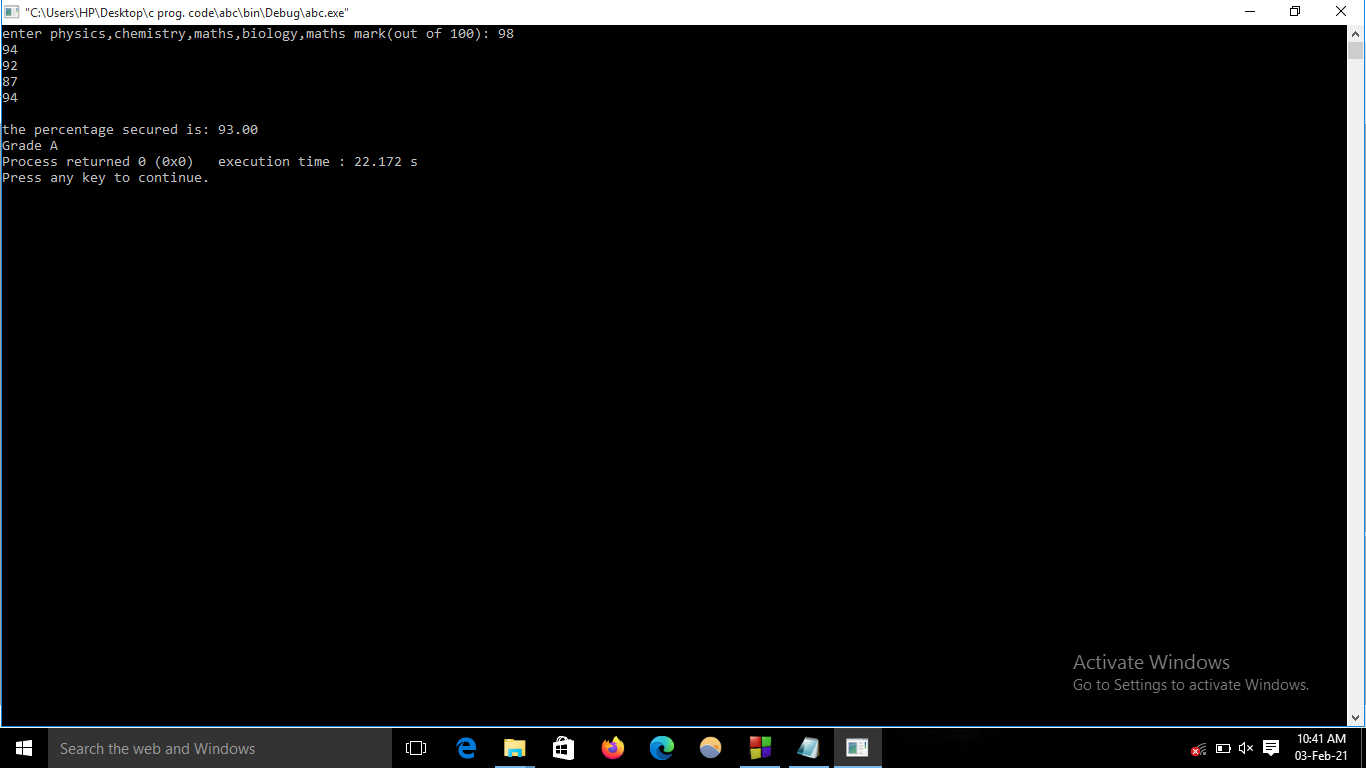 "C:\Users\HP\Desktop\c prog. code\abc\bin\Debug\abc.exe"
enter physics,chemistry,maths,biology,maths mark(out of 100): 98
94
92
87
94
the percentage secured is: 93.00
Grade A
Process returned 0 (0x0)   execution time : 22.172 s
Press any key to continue.
Activate Windows
Go to Settings to activate Windows.
Search the web and Windows
10:41 AM
03-Feb-21